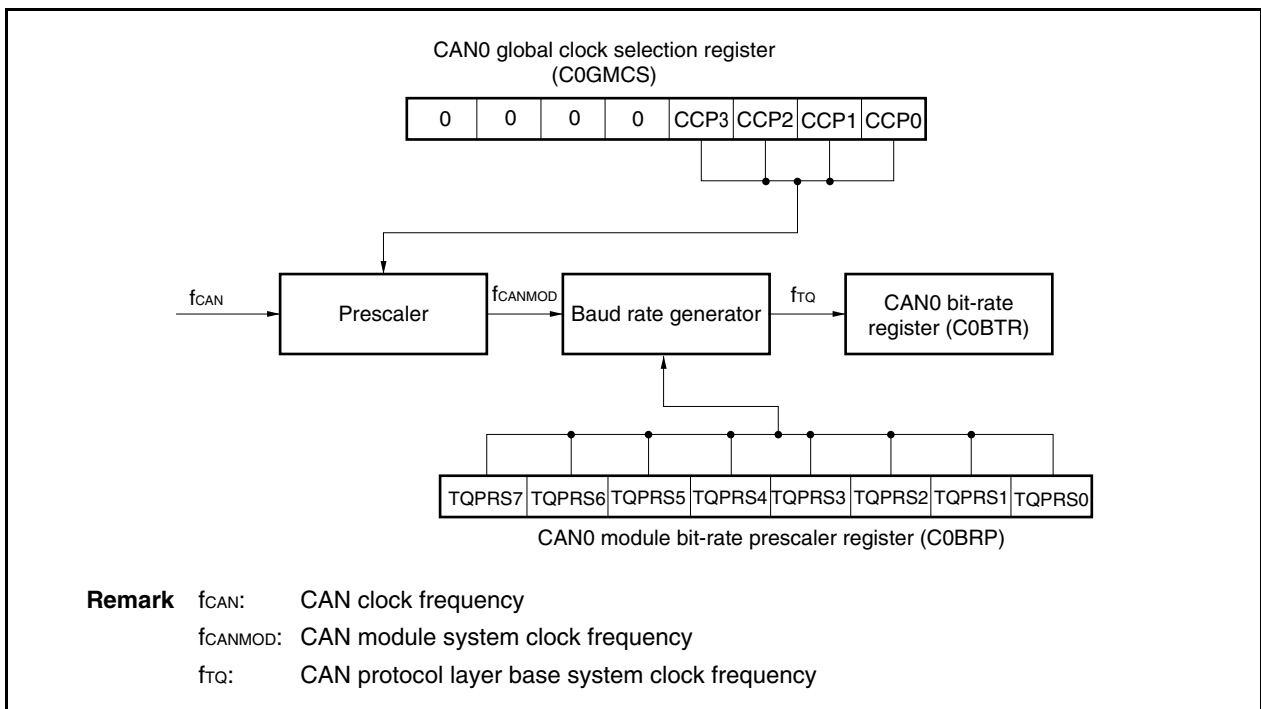 CAN0 global clock selection register
(C0GMCS)
0 0 0 0 CCP3 CCP2 CCP1 CCP0
fCAN
Prescaler
fCANMOD
Baud rate generator
fTQ
CAN0 bit-rate
register (C0BTR)
TQPRS7 TQPRS6 TQPRS5 TQPRS4 TQPRS3 TQPRS2 TQPRS1 TQPRS0
CAN0 module bit-rate prescaler register (C0BRP)
Remark fCAN: CAN clock frequency
fCANMOD: CAN module system clock frequency
fTQ: CAN protocol layer base system clock frequency